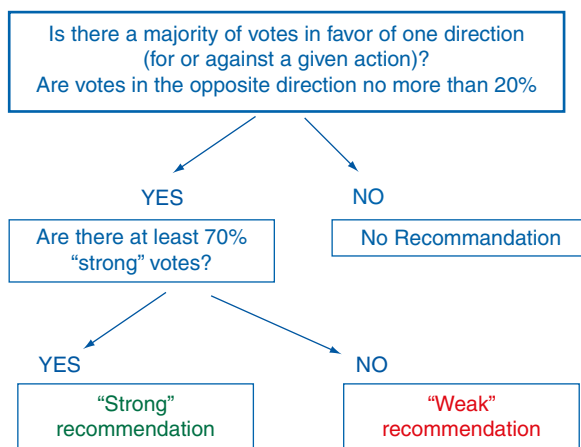 Is there a majority of votes in favor of one direction
(for or against a given action)?
Are votes in the opposite direction no more than 20%
YES
NO
Are there at least 70%
“strong” votes?
No Recommandation
YES
NO
“Strong”
recommendation
“Weak”
recommendation